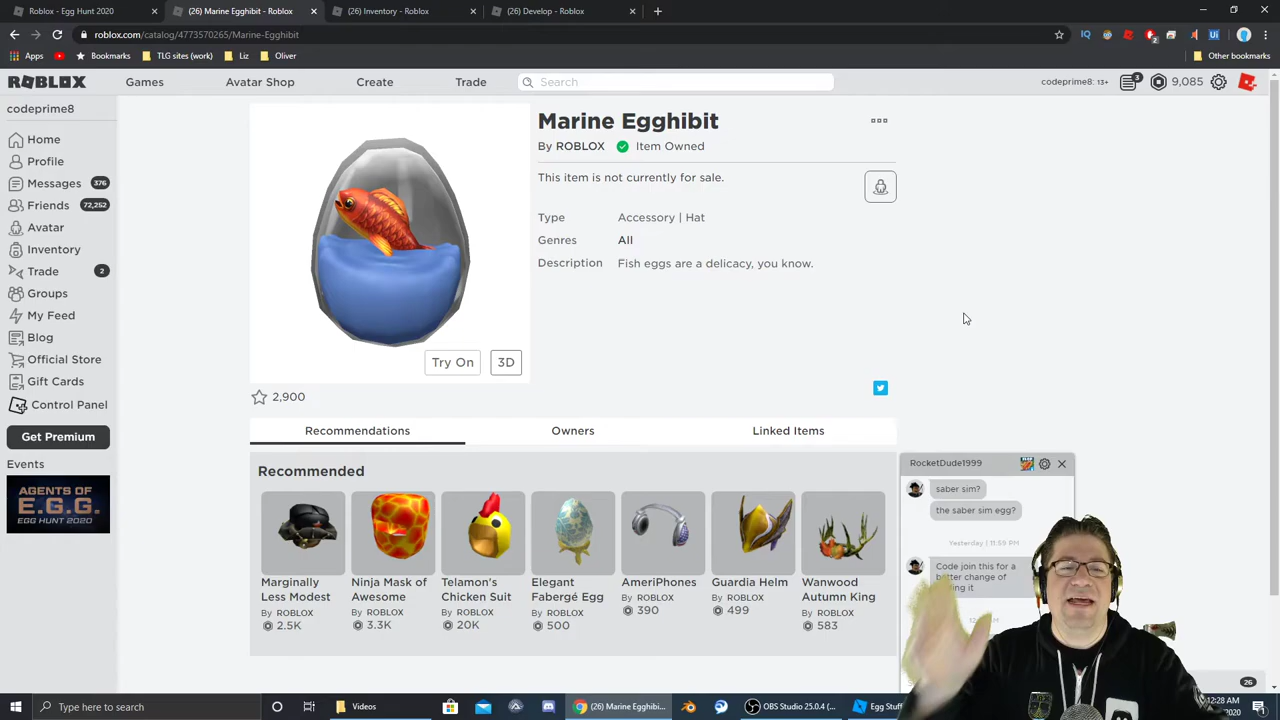 Roblox - Egg Hunt 2020
(26) Marine Egghibit - Roblox
(26) Inventory - Roblox
(26) Develop - Roblox
roblox.com/catalog/4773570265/Marine-Egghibit
Apps
Bookmarks
TLG sites (work)
Liz
Oliver
Other bookmarks
ROBLOX
Games
Avatar Shop
Create
Trade
Search
codeprime8: 13+
3
9,085
codeprime8
Home
Profile
Messages 376
Friends 72,252
Avatar
Inventory
Trade 2
Groups
My Feed
Blog
Official Store
Gift Cards
Control Panel
Get Premium
Events
AGENTS OF
E.G.G.
EGG HUNT 2020
Try On
3D
2,900
Marine Egghibit
By ROBLOX Item Owned
This item is not currently for sale.
Type Accessory | Hat
Genres All
Description Fish eggs are a delicacy, you know.
Recommendations
Owners
Linked Items
Recommended
Marginally
Less Modest
By ROBLOX
2.5K
Ninja Mask of
Awesome
By ROBLOX
3.3K
Telamon's
Chicken Suit
By ROBLOX
20K
Elegant
Fabergé Egg
By ROBLOX
500
AmeriPhones
By ROBLOX
390
Guardia Helm
By ROBLOX
499
Wanwood
Autumn King
By ROBLOX
583
RocketDude1999
saber sim?
the saber sim egg?
Yesterday | 11:59 PM
Code join this for a
better change of
it
26
Type here to search
Videos
(26) Marine Egghibi...
OBS Studio 25.0.4 (...
Egg Stuff
12:28 AM
2020